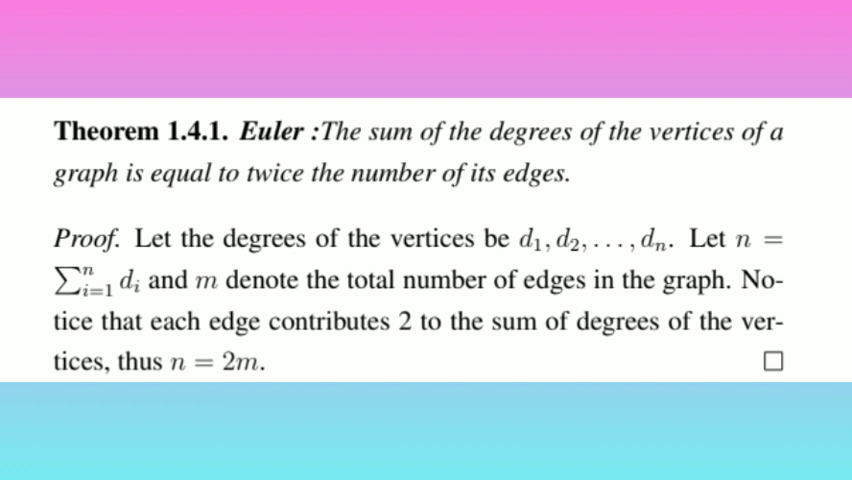 Theorem 1.4.1. Euler :The sum of the degrees of the vertices of a
graph is equal to twice the number of its edges.
Proof. Let the degrees of the vertices be d₁, d₂, . . . , dₙ. Let n =
∑ⁿᵢ₌₁ dᵢ and m denote the total number of edges in the graph. No-
tice that each edge contributes 2 to the sum of degrees of the ver-
tices, thus n = 2m. □